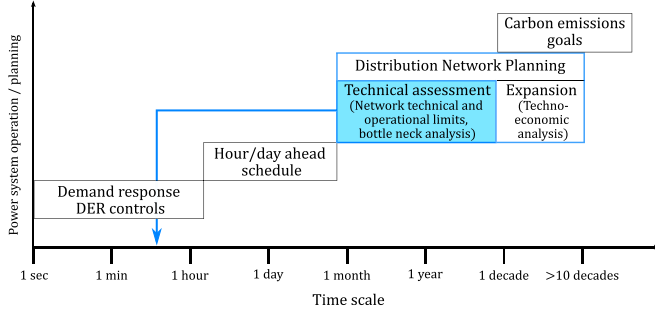 Carbon emissions
goals
Distribution Network Planning
Technical assessment
(Network technical and
operational limits,
bottle neck analysis)
Expansion
(Techno-
economic
analysis)
Hour/day ahead
schedule
Demand response
DER controls
Power system operation / planning
1 sec
1 min
1 hour
1 day
1 month
1 year
1 decade
>10 decades
Time scale